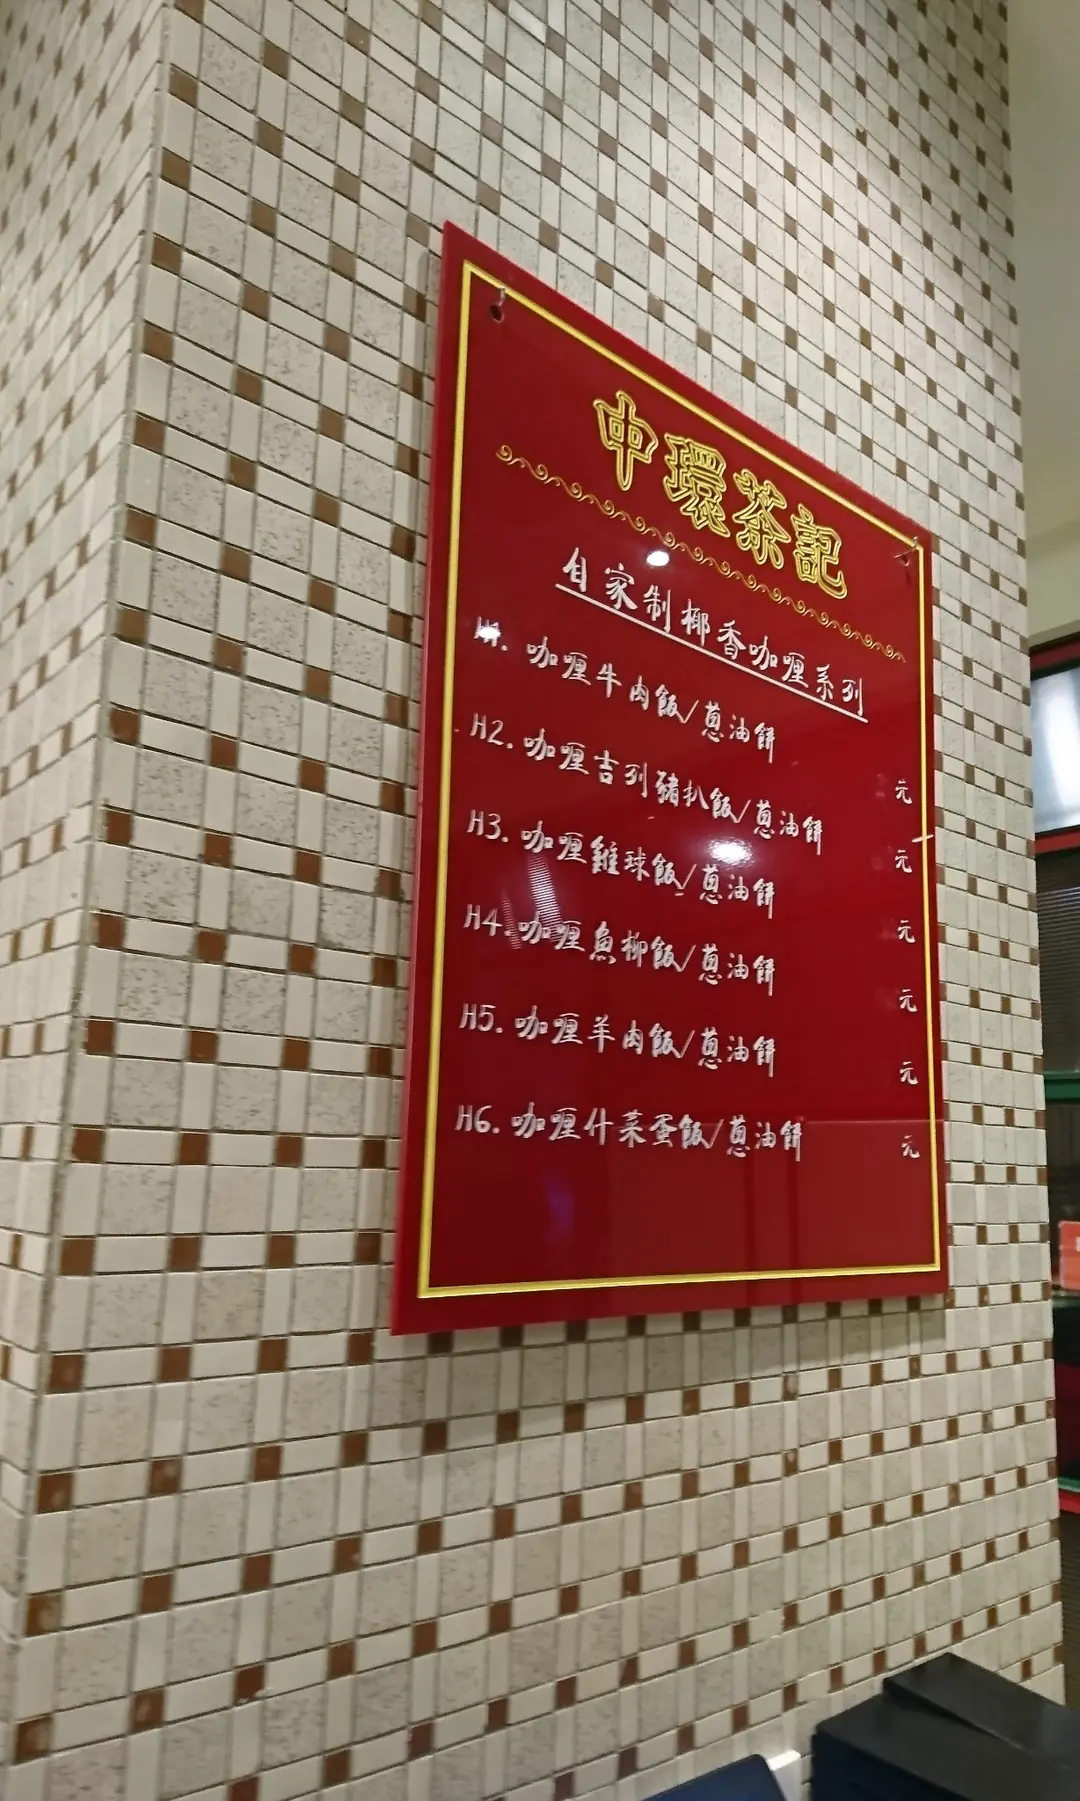 中環茶記
自家制椰香咖喱系列
H1. 咖喱牛肉飯/蔥油餅 元
H2. 咖喱吉列豬扒飯/蔥油餅 元
H3. 咖喱雞球飯/蔥油餅 元
H4. 咖喱魚柳飯/蔥油餅 元
H5. 咖喱羊肉飯/蔥油餅 元
H6. 咖喱什菜蛋飯/蔥油餅 元